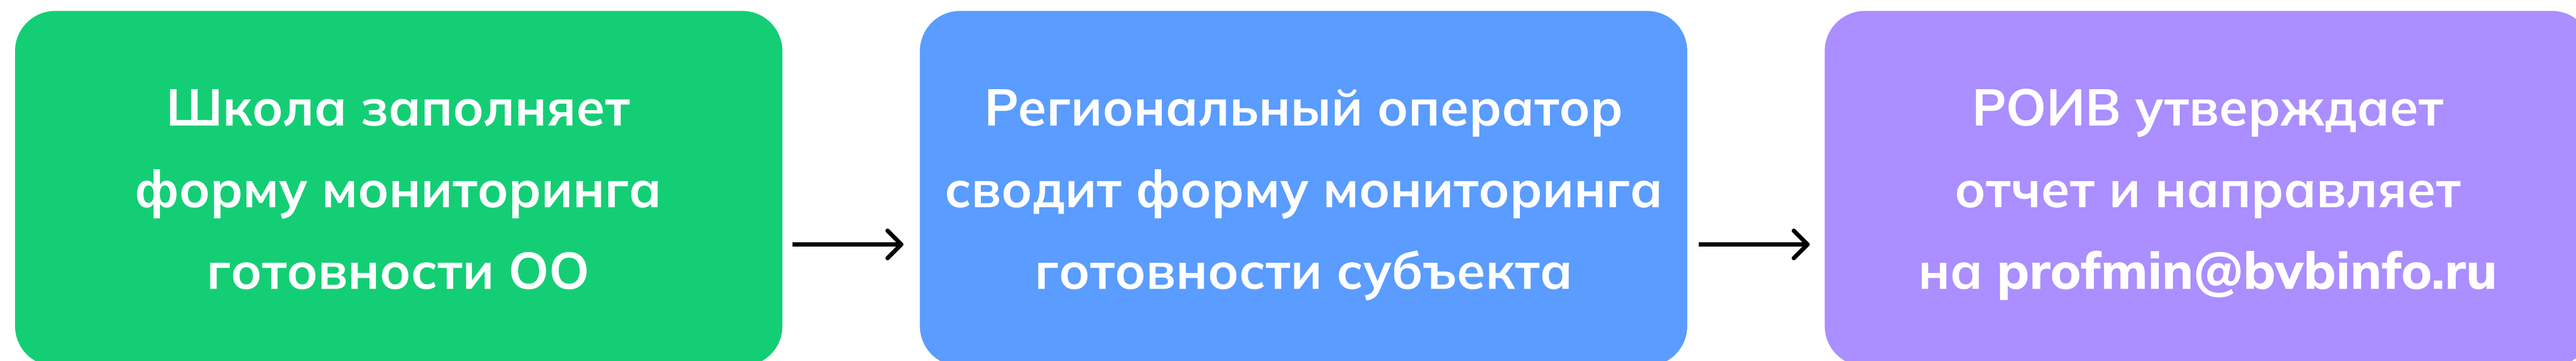 Школа заполняет
форму мониторинга
готовности ОО
Региональный оператор
сводит форму мониторинга
готовности субъекта
РОИВ утверждает
отчет и направляет
на profmin@bvbinfo.ru